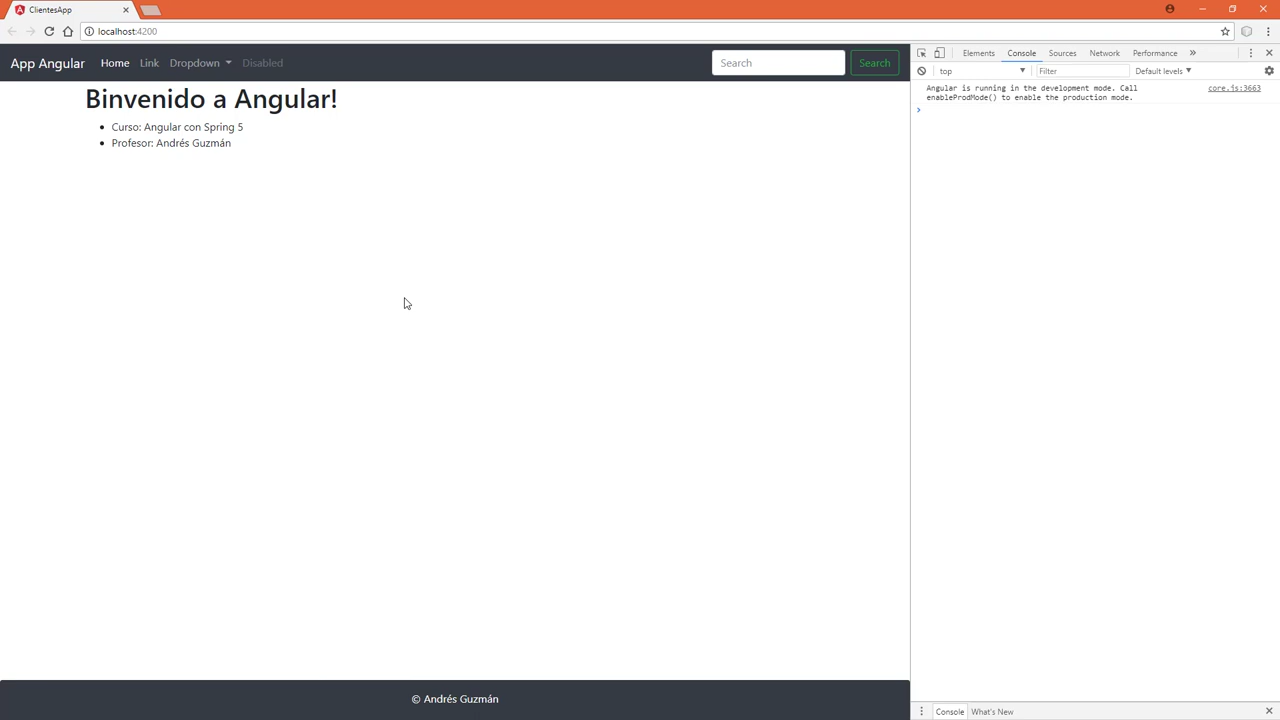 ClientesApp
localhost:4200
App Angular Home Link Dropdown Disabled Search Search
Binvenido a Angular!
Curso: Angular con Spring 5
Profesor: Andrés Guzmán
© Andrés Guzmán
Elements Console Sources Network Performance »
top Filter Default levels
Angular is running in the development mode. Call core.js:3663
enableProdMode() to enable the production mode.
Console What's New